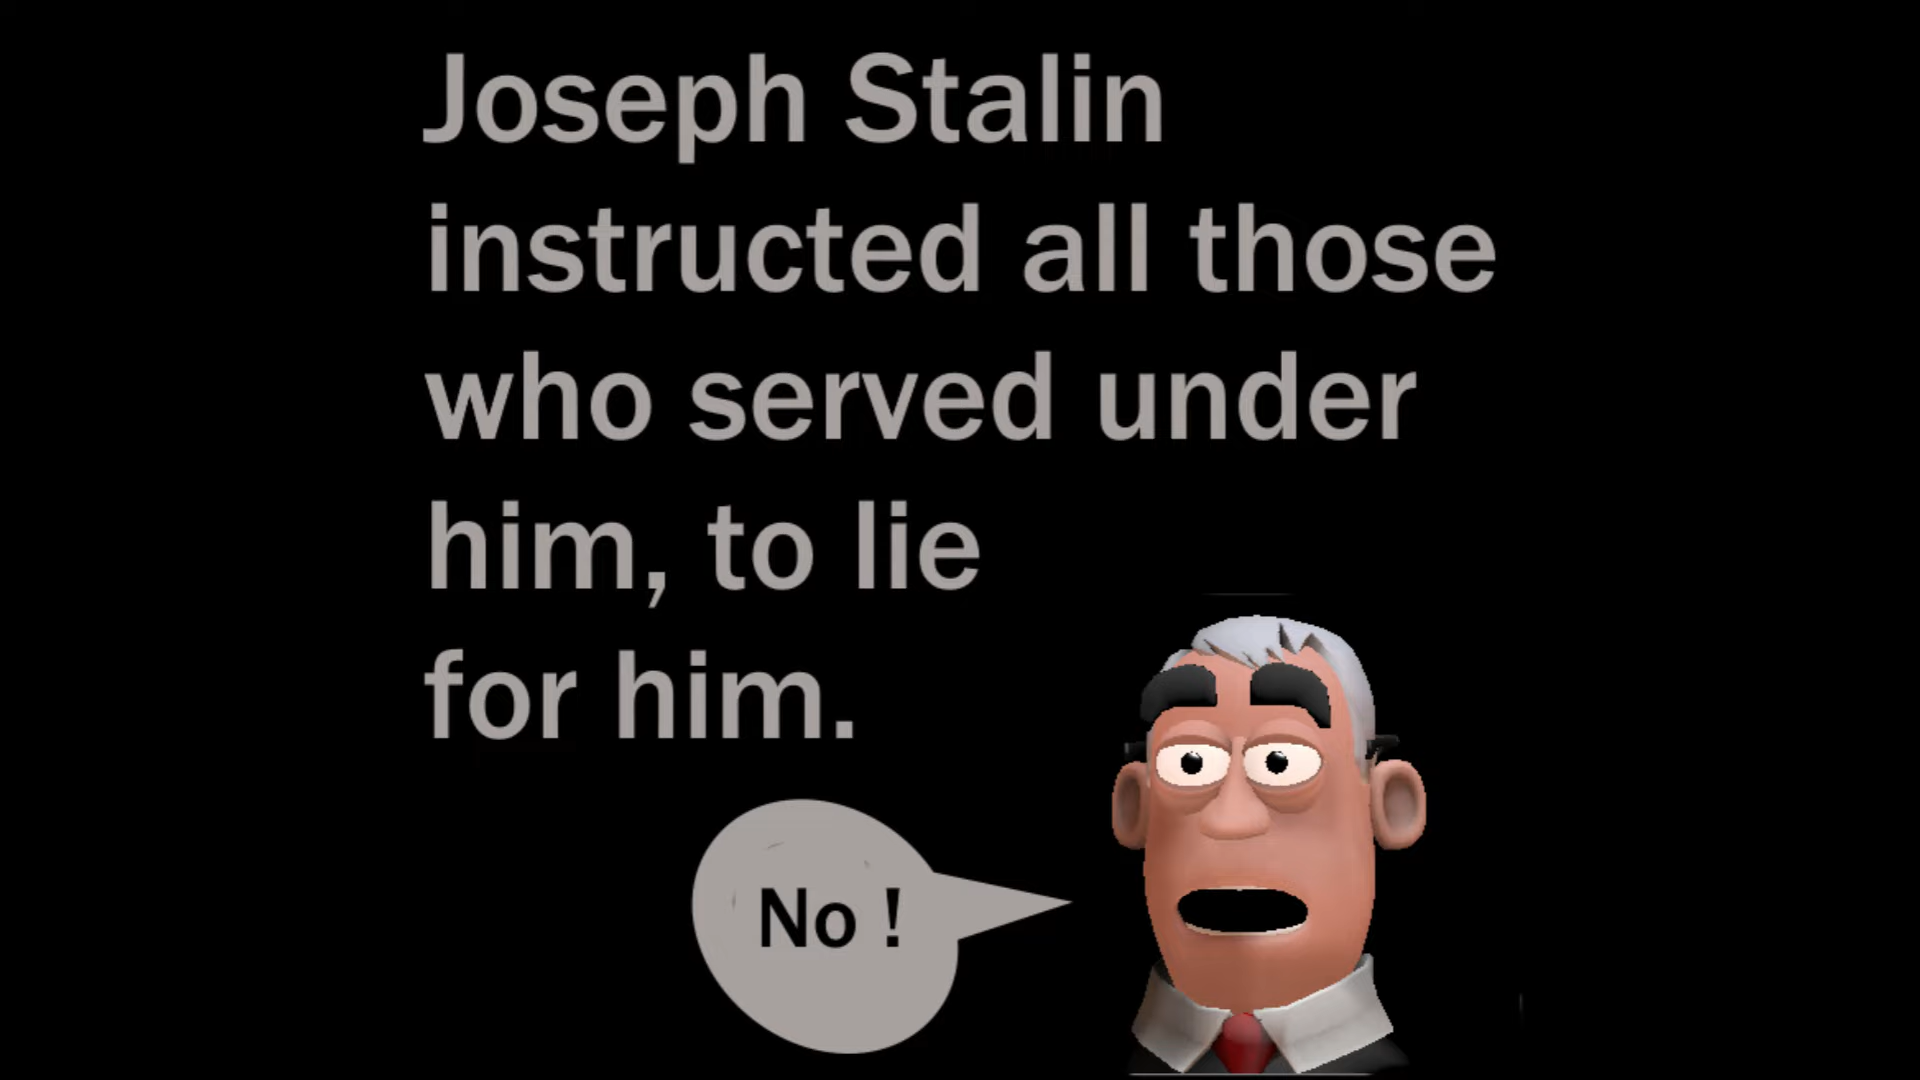 Joseph Stalin
instructed all those
who served under
him, to lie
for him.
No !